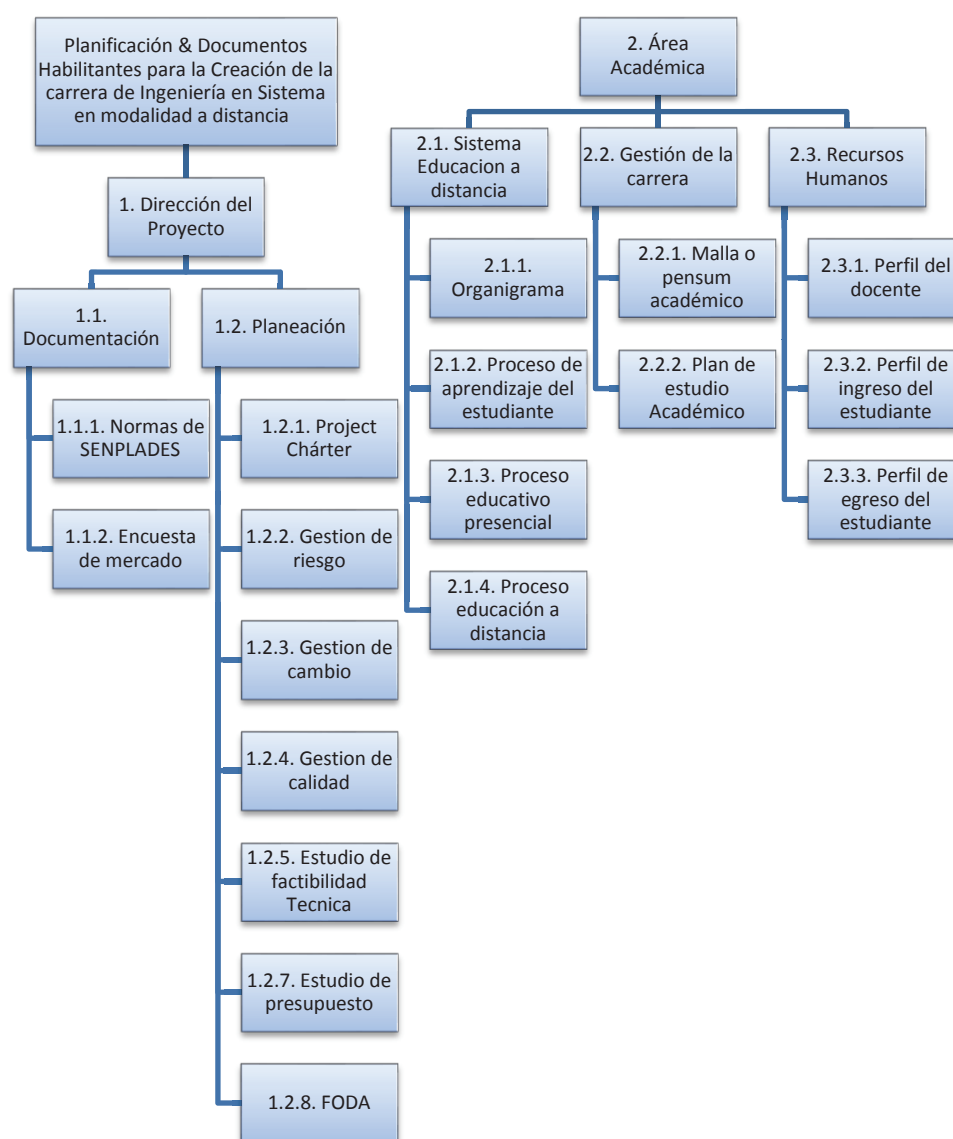 Planificación & Documentos
Habilitantes para la Creación de la
carrera de Ingeniería en Sistema
en modalidad a distancia
1. Dirección del
Proyecto
1.1.
Documentación
1.1.1. Normas de
SENPLADES
1.1.2. Encuesta
de mercado
1.2. Planeación
1.2.1. Project
Chárter
1.2.2. Gestion de
riesgo
1.2.3. Gestion de
cambio
1.2.4. Gestion de
calidad
1.2.5. Estudio de
factibilidad
Tecnica
1.2.7. Estudio de
presupuesto
1.2.8. FODA
2. Área
Académica
2.1. Sistema
Educacion a
distancia
2.1.1.
Organigrama
2.1.2. Proceso de
aprendizaje del
estudiante
2.1.3. Proceso
educativo
presencial
2.1.4. Proceso
educación a
distancia
2.2. Gestión de la
carrera
2.2.1. Malla o
pensum
académico
2.2.2. Plan de
estudio
Académico
2.3. Recursos
Humanos
2.3.1. Perfil del
docente
2.3.2. Perfil de
ingreso del
estudiante
2.3.3. Perfil de
egreso del
estudiante